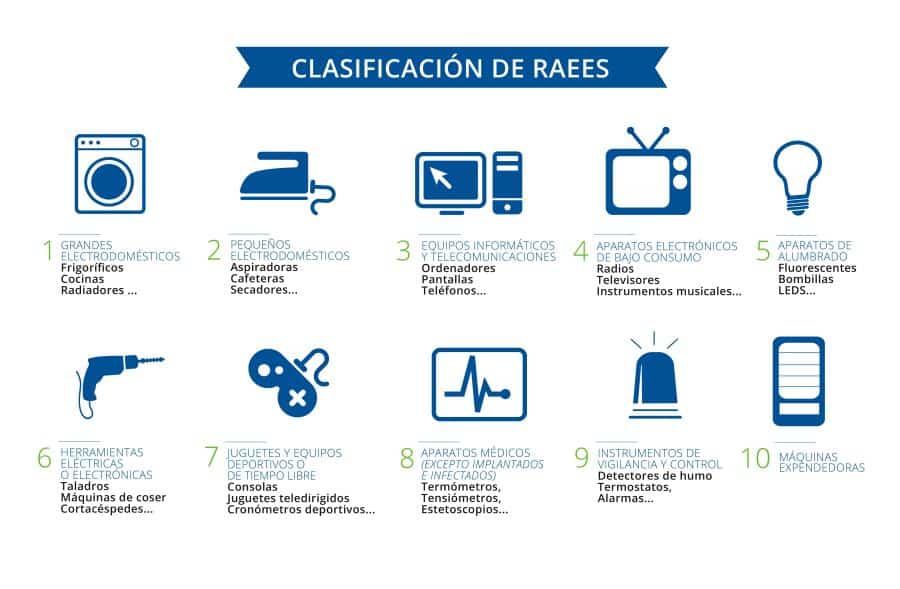 CLASIFICACIÓN DE RAEES
1 GRANDES
ELECTRODOMÉSTICOS
Frigoríficos
Cocinas
Radiadores ...
2 PEQUEÑOS
ELECTRODOMÉSTICOS
Aspiradoras
Cafeteras
Secadores...
3 EQUIPOS INFORMÁTICOS
Y TELECOMUNICACIONES
Ordenadores
Pantallas
Teléfonos...
4 APARATOS ELECTRÓNICOS
DE BAJO CONSUMO
Radios
Televisores
Instrumentos musicales...
5 APARATOS DE
ALUMBRADO
Fluorescentes
Bombillas
LEDS...
6 HERRAMIENTAS
ELÉCTRICAS
O ELECTRÓNICAS
Taladros
Máquinas de coser
Cortacéspedes...
7 JUGUETES Y EQUIPOS
DEPORTIVOS O
DE TIEMPO LIBRE
Consolas
Juguetes teledirigidos
Cronómetros deportivos...
8 APARATOS MÉDICOS
(EXCEPTO IMPLANTADOS
E INFECTADOS)
Termómetros,
Tensiómetros,
Estetoscopios...
9 INSTRUMENTOS DE
VIGILANCIA Y CONTROL
Detectores de humo
Termostatos,
Alarmas...
10 MÁQUINAS
EXPENDEDORAS